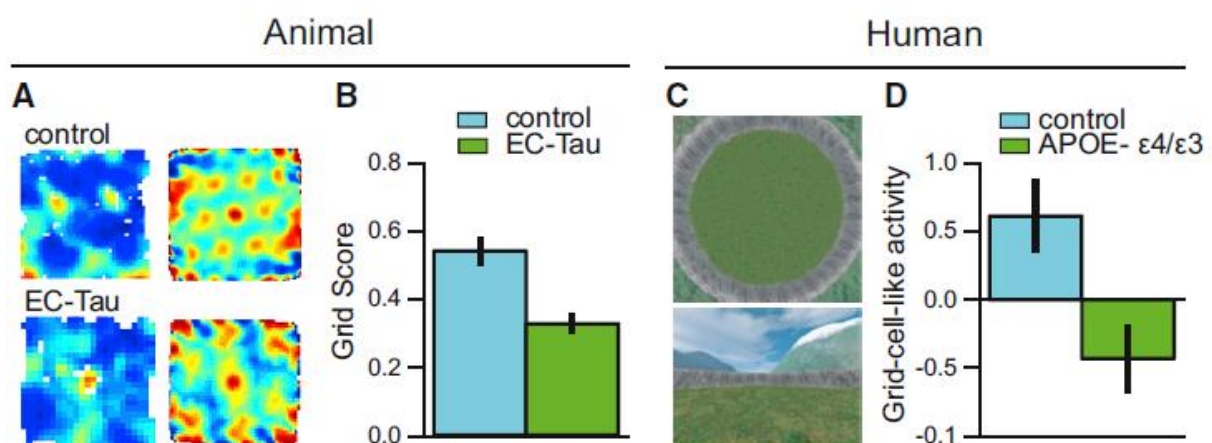 Animal
Human
A
control
EC-Tau
B
control
EC-Tau
Grid Score
0.8
0.6
0.4
0.2
0.0
C
D
control
APOE- ε4/ε3
Grid-cell-like activity
1.0
0.5
0.0
-0.5
-0.1